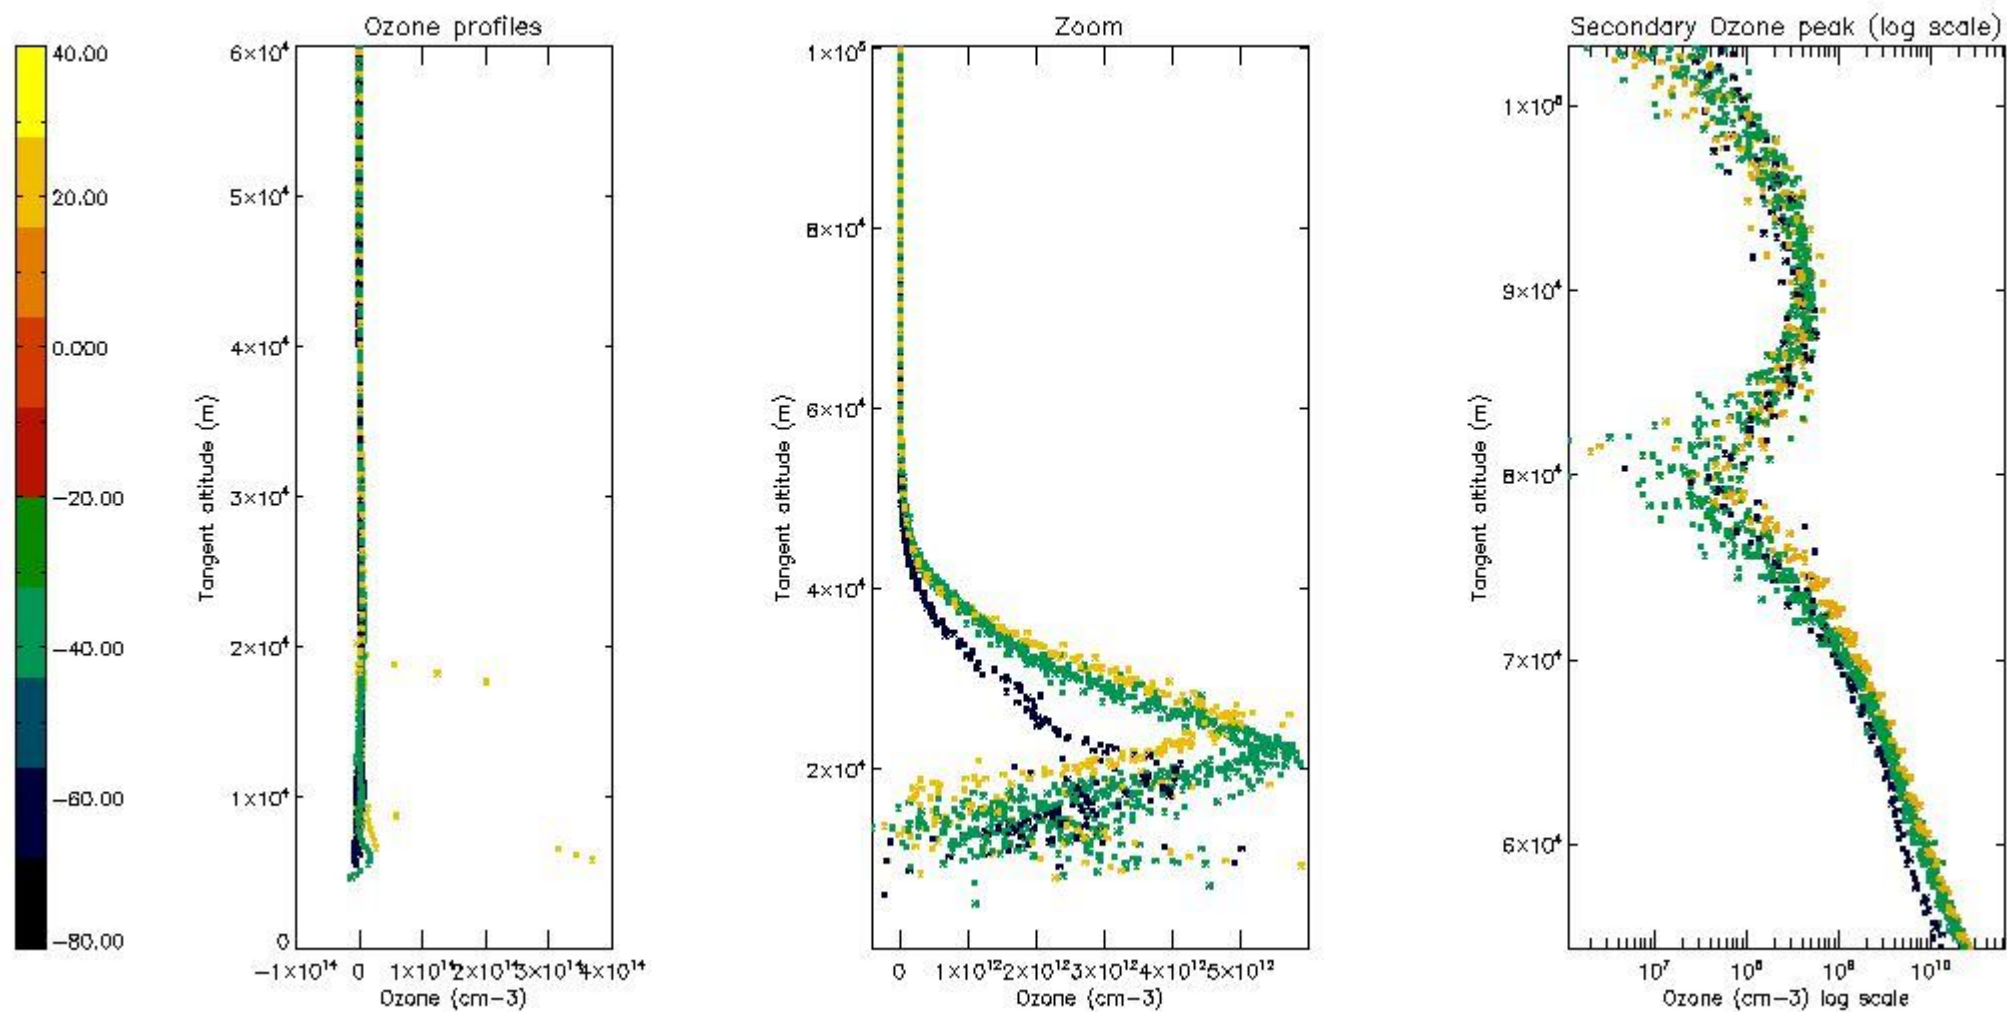 Ozone profiles
Zoom
Secondary Ozone peak (log scale)
40.00
20.00
0.000
-20.00
-40.00
-60.00
-80.00
6×10⁴
5×10⁴
4×10⁴
3×10⁴
2×10⁴
1×10⁴
0
Tangent altitude (m)
-1×10¹⁴ 0 1×10¹⁴ 2×10¹⁴ 3×10¹⁴ 4×10¹⁴
Ozone (cm-3)
1×10⁵
8×10⁴
6×10⁴
4×10⁴
2×10⁴
Tangent altitude (m)
0 1×10¹² 2×10¹² 3×10¹² 4×10¹² 5×10¹²
Ozone (cm-3)
1×10⁵
9×10⁴
8×10⁴
7×10⁴
6×10⁴
Tangent altitude (m)
10⁷ 10⁸ 10⁹ 10¹⁰
Ozone (cm-3) log scale